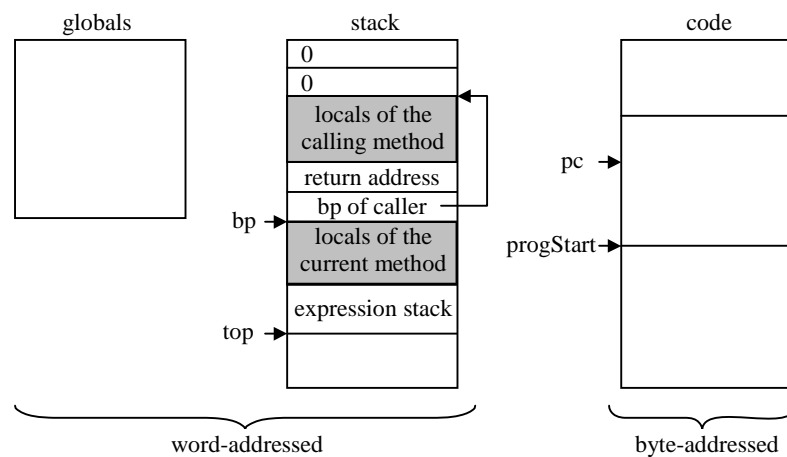 globals
stack
code
0
0
locals of the
calling method
return address
bp of caller
bp
locals of the
current method
expression stack
top
pc
progStart
word-addressed
byte-addressed